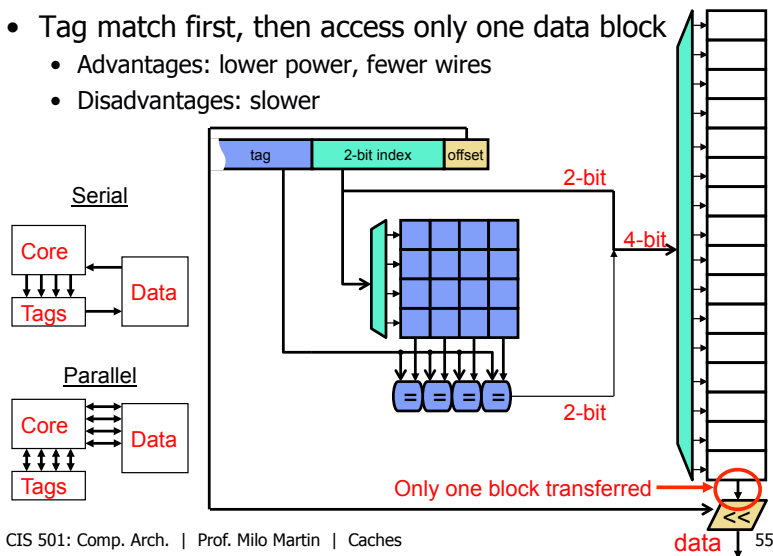 • Tag match first, then access only one data block
• Advantages: lower power, fewer wires
• Disadvantages: slower
tag
2-bit index
offset
2-bit
4-bit
Serial
Core
Tags
Data
Parallel
Core
Data
Tags
= = = =
2-bit
Only one block transferred
<<
data
CIS 501: Comp. Arch. | Prof. Milo Martin | Caches
55